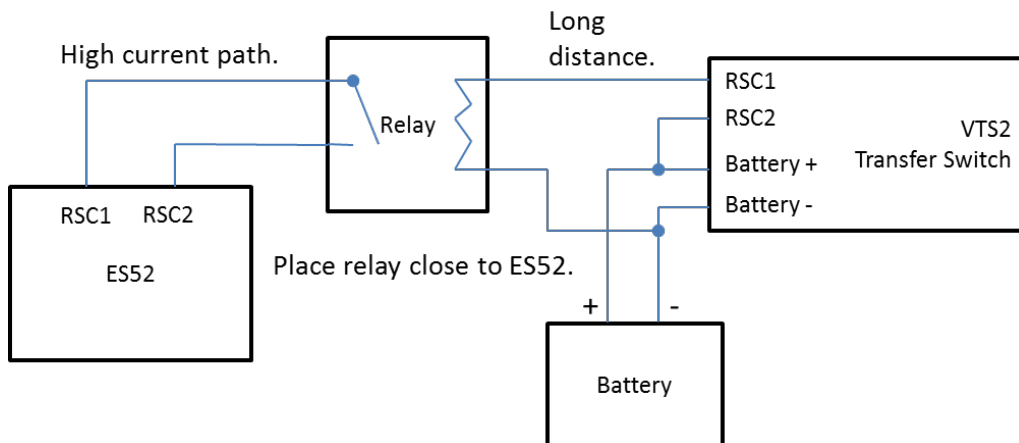 High current path.
Long
distance.
RSC1
RSC2
Relay
VTS2
Transfer Switch
Battery +
Battery -
RSC1 RSC2
ES52
Place relay close to ES52.
+ -
Battery